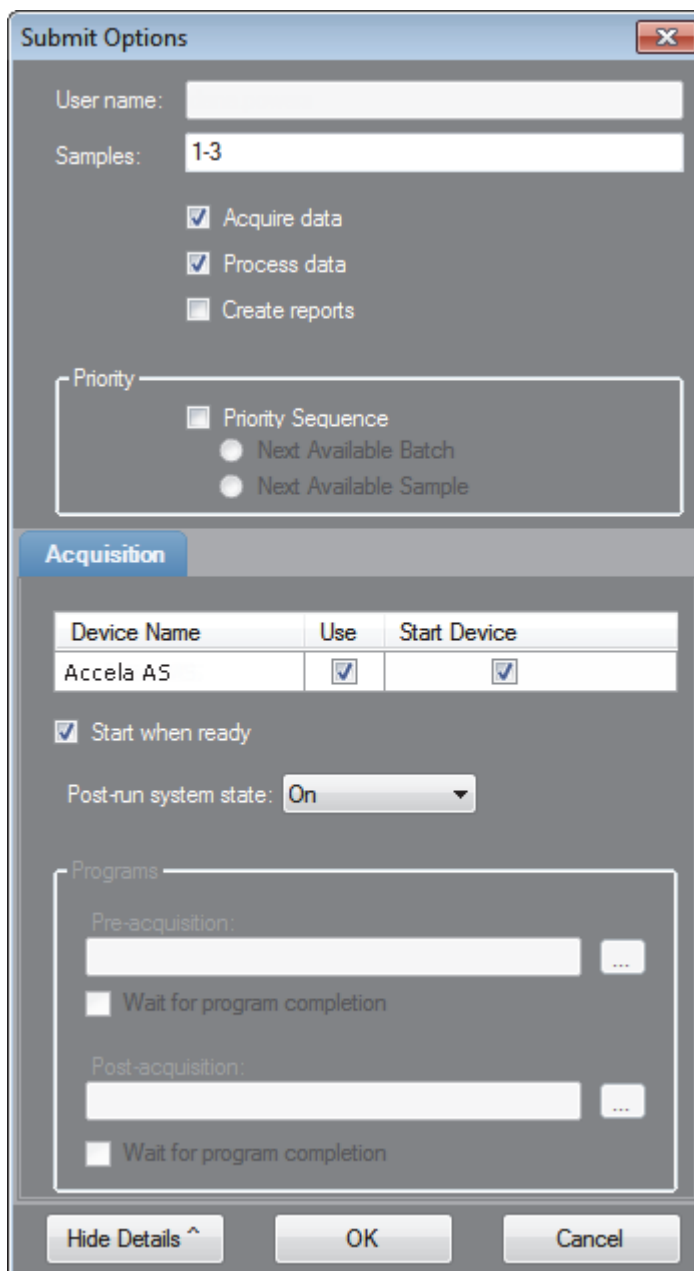 Submit Options
User name:
Samples: 1-3
Acquire data
Process data
Create reports
Priority
Priority Sequence
Next Available Batch
Next Available Sample
Acquisition
Device Name Use Start Device
Accela AS
Start when ready
Post-run system state: On
Programs
Pre-acquisition:
...
Wait for program completion
Post-acquisition:
...
Wait for program completion
Hide Details ^ OK Cancel